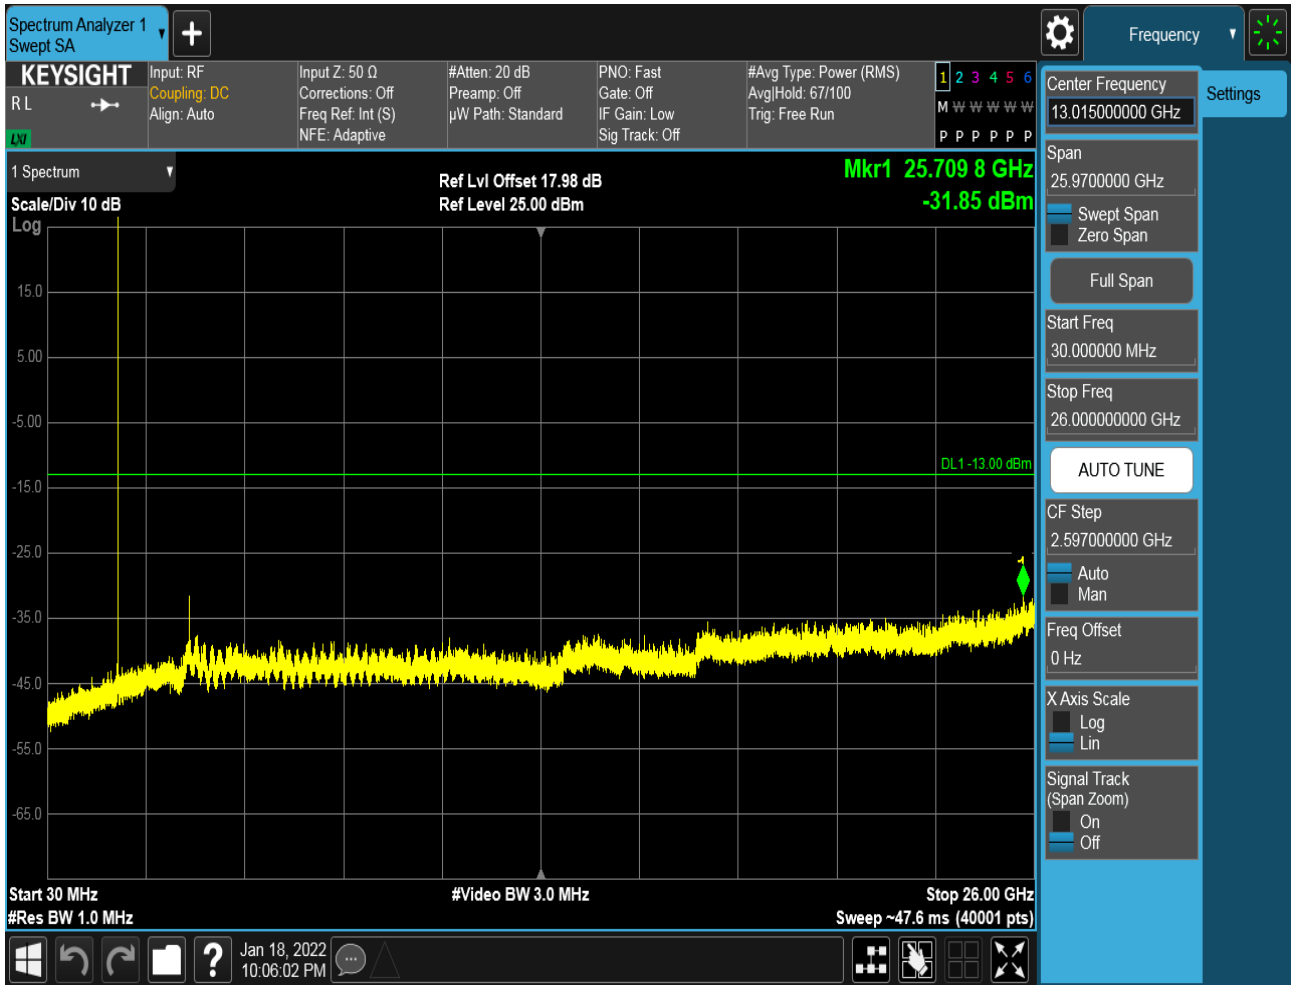 Spectrum Analyzer 1
Swept SA
Frequency
KEYSIGHT
R L
LXI
Input: RF
Coupling: DC
Align: Auto
Input Z: 50 Ω
Corrections: Off
Freq Ref: Int (S)
NFE: Adaptive
#Atten: 20 dB
Preamp: Off
µW Path: Standard
PNO: Fast
Gate: Off
IF Gain: Low
Sig Track: Off
#Avg Type: Power (RMS)
Avg|Hold: 67/100
Trig: Free Run
1 2 3 4 5 6
M W W W W W
P P P P P P
1 Spectrum
Scale/Div 10 dB
Log
Ref Lvl Offset 17.98 dB
Ref Level 25.00 dBm
Mkr1 25.709 8 GHz
-31.85 dBm
15.0
5.00
-5.00
-15.0
-25.0
-35.0
-45.0
-55.0
-65.0
DL1 -13.00 dBm
1
Start 30 MHz
#Res BW 1.0 MHz
#Video BW 3.0 MHz
Stop 26.00 GHz
Sweep ~47.6 ms (40001 pts)
?
Jan 18, 2022
10:06:02 PM
Center Frequency
13.015000000 GHz
Settings
Span
25.9700000 GHz
Swept Span
Zero Span
Full Span
Start Freq
30.000000 MHz
Stop Freq
26.000000000 GHz
AUTO TUNE
CF Step
2.597000000 GHz
Auto
Man
Freq Offset
0 Hz
X Axis Scale
Log
Lin
Signal Track
(Span Zoom)
On
Off